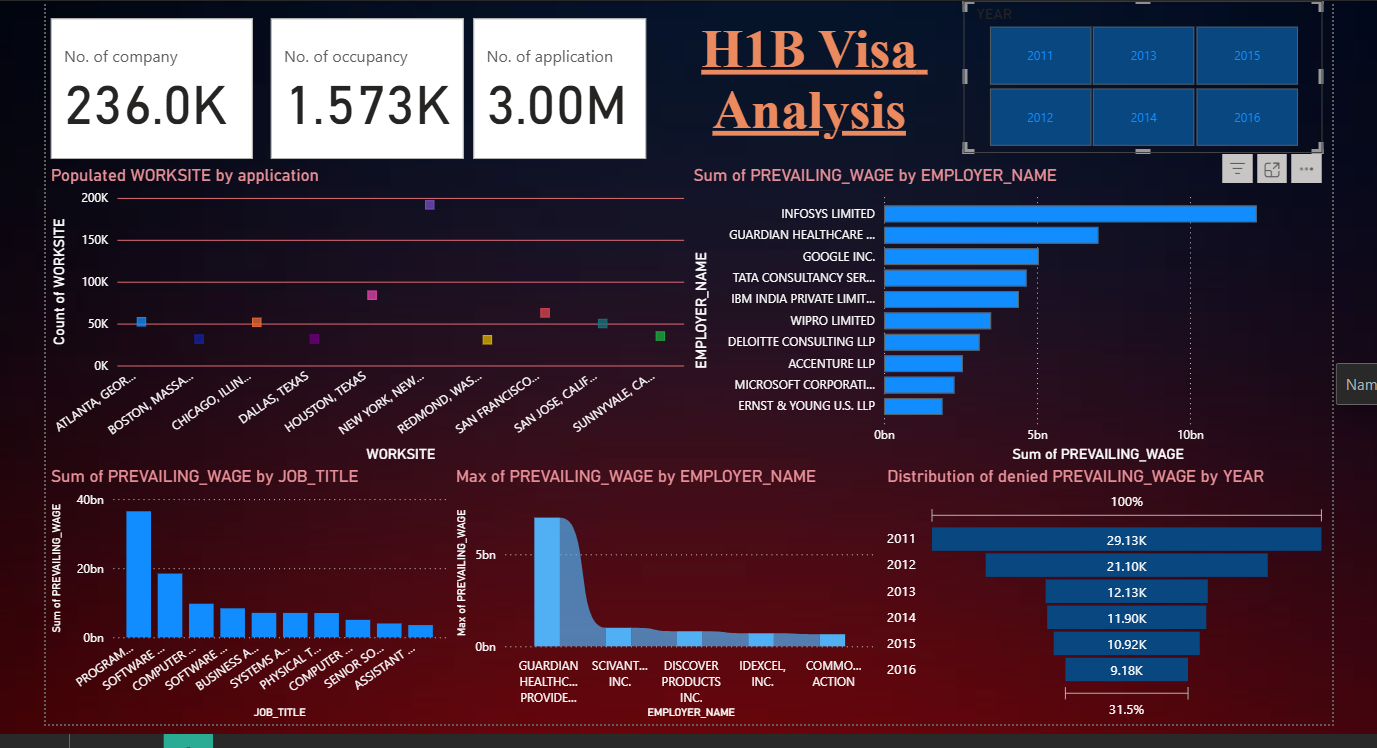 No. of company
236.0K
No. of occupancy
1.573K
No. of application
3.00M
H1B Visa
Analysis
YEAR
2011
2013
2015
2012
2014
2016
Populated WORKSITE by application
Count of WORKSITE
200K
150K
100K
50K
0K
ATLANTA, GEOR...
BOSTON, MASSA...
CHICAGO, ILLIN...
DALLAS, TEXAS
HOUSTON, TEXAS
NEW YORK, NEW...
REDMOND, WAS...
SAN FRANCISCO...
SAN JOSE, CALIF...
SUNNYVALE, CA...
WORKSITE
Sum of PREVAILING_WAGE by EMPLOYER_NAME
EMPLOYER_NAME
INFOSYS LIMITED
GUARDIAN HEALTHCARE ...
GOOGLE INC.
TATA CONSULTANCY SER...
IBM INDIA PRIVATE LIMIT...
WIPRO LIMITED
DELOITTE CONSULTING LLP
ACCENTURE LLP
MICROSOFT CORPORATI...
ERNST & YOUNG U.S. LLP
0bn
5bn
10bn
Sum of PREVAILING_WAGE
Nam
Sum of PREVAILING_WAGE by JOB_TITLE
Sum of PREVAILING_WAGE
40bn
20bn
0bn
PROGRAM...
SOFTWARE ...
COMPUTER ...
SOFTWARE ...
BUSINESS A...
SYSTEMS A...
PHYSICAL T...
COMPUTER ...
SENIOR SO...
ASSISTANT ...
JOB_TITLE
Max of PREVAILING_WAGE by EMPLOYER_NAME
Max of PREVAILING_WAGE
5bn
0bn
GUARDIAN
HEALTHC...
PROVIDE...
SCIVANT...
INC.
DISCOVER
PRODUCTS
INC.
IDEXCEL,
INC.
COMMO...
ACTION
EMPLOYER_NAME
Distribution of denied PREVAILING_WAGE by YEAR
100%
2011
29.13K
2012
21.10K
2013
12.13K
2014
11.90K
2015
10.92K
2016
9.18K
31.5%